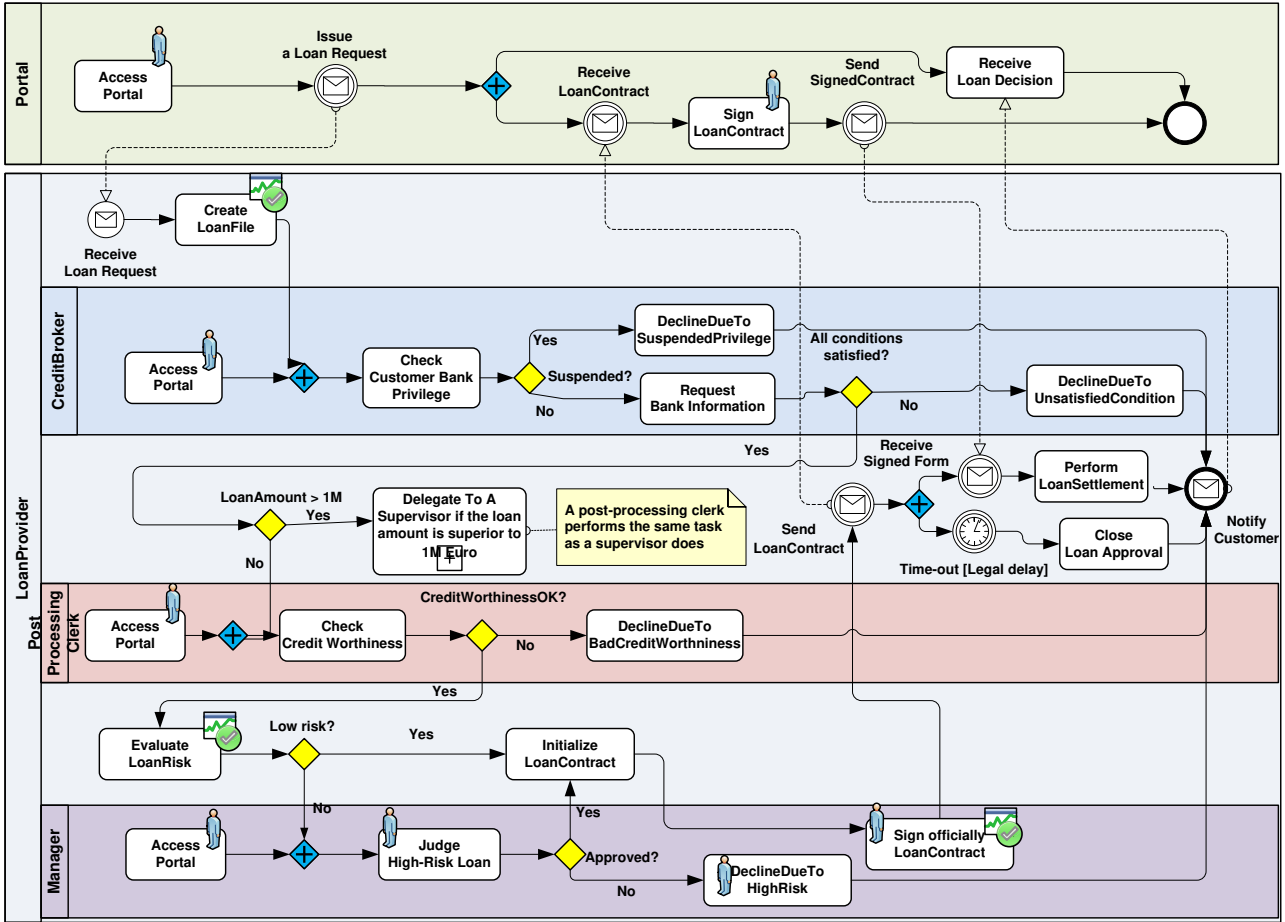 Portal
Access
Portal
Issue
a Loan Request
Receive
LoanContract
Sign
LoanContract
Send
SignedContract
Receive
Loan Decision
LoanProvider
Receive
Loan Request
Create
LoanFile
CreditBroker
Access
Portal
Check
Customer Bank
Privilege
Suspended?
Yes
No
DeclineDueTo
SuspendedPrivilege
Request
Bank Information
All conditions
satisfied?
No
Yes
DeclineDueTo
UnsatisfiedCondition
LoanAmount > 1M
Yes
No
Delegate To A
Supervisor if the loan
amount is superior to
1M Euro
A post-processing clerk
performs the same task
as a supervisor does
Send
LoanContract
Receive
Signed Form
Perform
LoanSettlement
Time-out [Legal delay]
Close
Loan Approval
Notify
Customer
Post
Processing
Clerk
Access
Portal
Check
Credit Worthiness
CreditWorthinessOK?
No
Yes
DeclineDueTo
BadCreditWorthniness
Evaluate
LoanRisk
Low risk?
Yes
No
Initialize
LoanContract
Manager
Access
Portal
Judge
High-Risk Loan
Yes
Approved?
No
DeclineDueTo
HighRisk
Sign officially
LoanContract